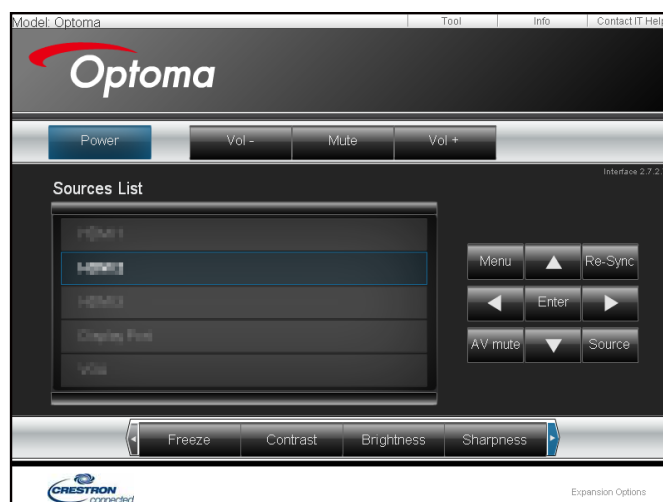 Model: Optoma
Tool
Info
Contact IT Help
Optoma
Power
Vol -
Mute
Vol +
Interface 2.7.2.
Sources List
Menu
Re-Sync
Enter
AV mute
Source
Freeze
Contrast
Brightness
Sharpness
CRESTRON
connected
Expansion Options